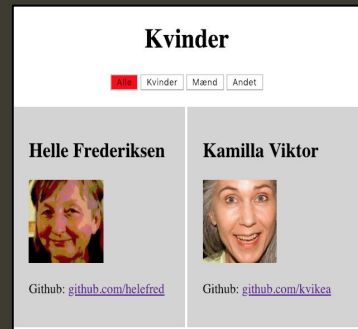 Kvinder
Alle Kvinder Mænd Andet
Helle Frederiksen
Kamilla Viktor
Github: github.com/helefred
Github: github.com/kvikea